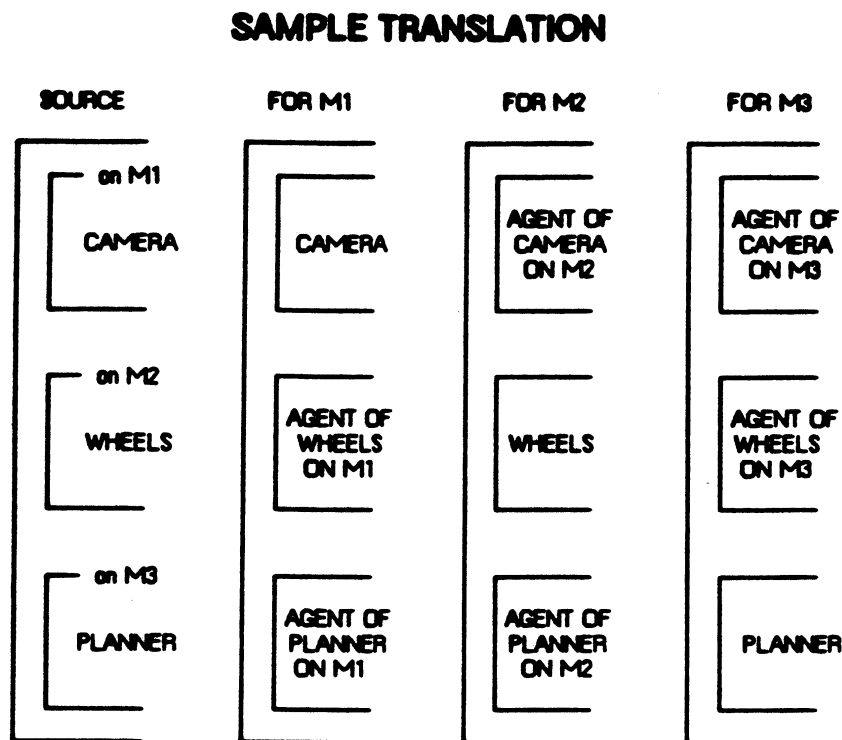 SAMPLE TRANSLATION
SOURCE
FOR M1
FOR M2
FOR M3
on M1
CAMERA
CAMERA
AGENT OF
CAMERA
ON M2
AGENT OF
CAMERA
ON M3
on M2
WHEELS
AGENT OF
WHEELS
ON M1
WHEELS
AGENT OF
WHEELS
ON M3
on M3
PLANNER
AGENT OF
PLANNER
ON M1
AGENT OF
PLANNER
ON M2
PLANNER